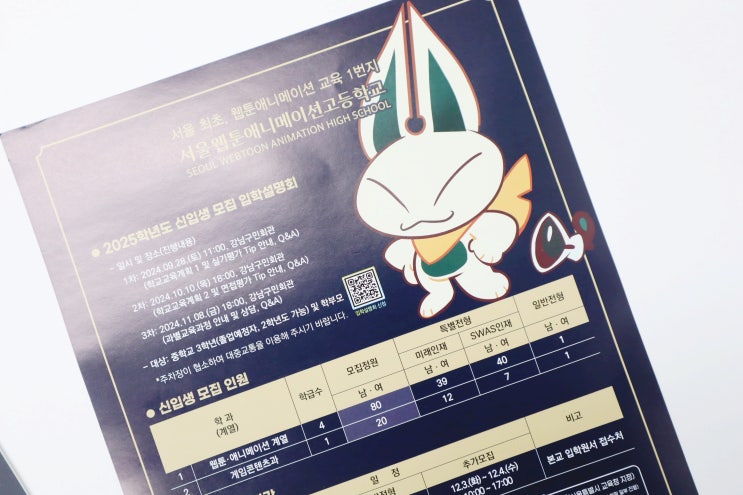 서울 최초, 웹툰애니메이션 교육 1번지
서울웹툰애니메이션고등학교
SEOUL WEBTOON ANIMATION HIGH SCHOOL
● 2025학년도 신입생 모집 입학설명회
- 일시 및 장소(진행내용)
1차: 2024.09.28.(토) 11:00, 강남구민회관
(학교교육계획 1 및 실기평가 Tip 안내, Q&A)
2차: 2024.10.10.(목) 18:00, 강남구민회관
(학교교육계획 2 및 면접평가 Tip 안내, Q&A)
3차: 2024.11.08.(금) 18:00, 강남구민회관
(과별교육과정 안내 및 상담, Q&A)
- 대상: 중학교 3학년(졸업예정자, 2학년도 가능) 및 학부모
*주차장이 협소하여 대중교통을 이용해 주시기 바랍니다.
입학설명회 신청
● 신입생 모집 인원
학과 (계열) 학급수 모집정원 특별전형 일반전형
미래인재 SWAS인재
남·여 남·여 남·여 남·여
1 웹툰·애니메이션 계열 4 80 39 40 1
2 게임콘텐츠과 1 20 12 7 1
일 정 비고
전형 추가모집
12.3.(화) ~ 12.4.(수)
10:00 ~ 17:00 본교 입학원서 접수처